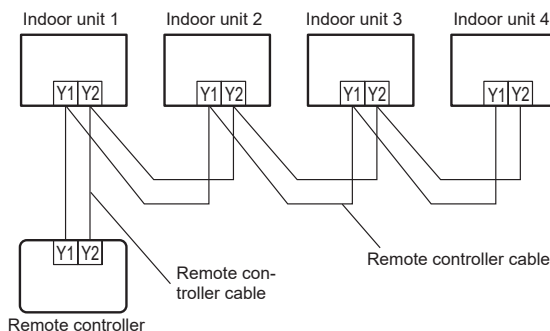 Indoor unit 1
Indoor unit 2
Indoor unit 3
Indoor unit 4
Y1 Y2
Y1 Y2
Y1 Y2
Y1 Y2
Y1 Y2
Remote controller
Remote con-
troller cable
Remote controller cable